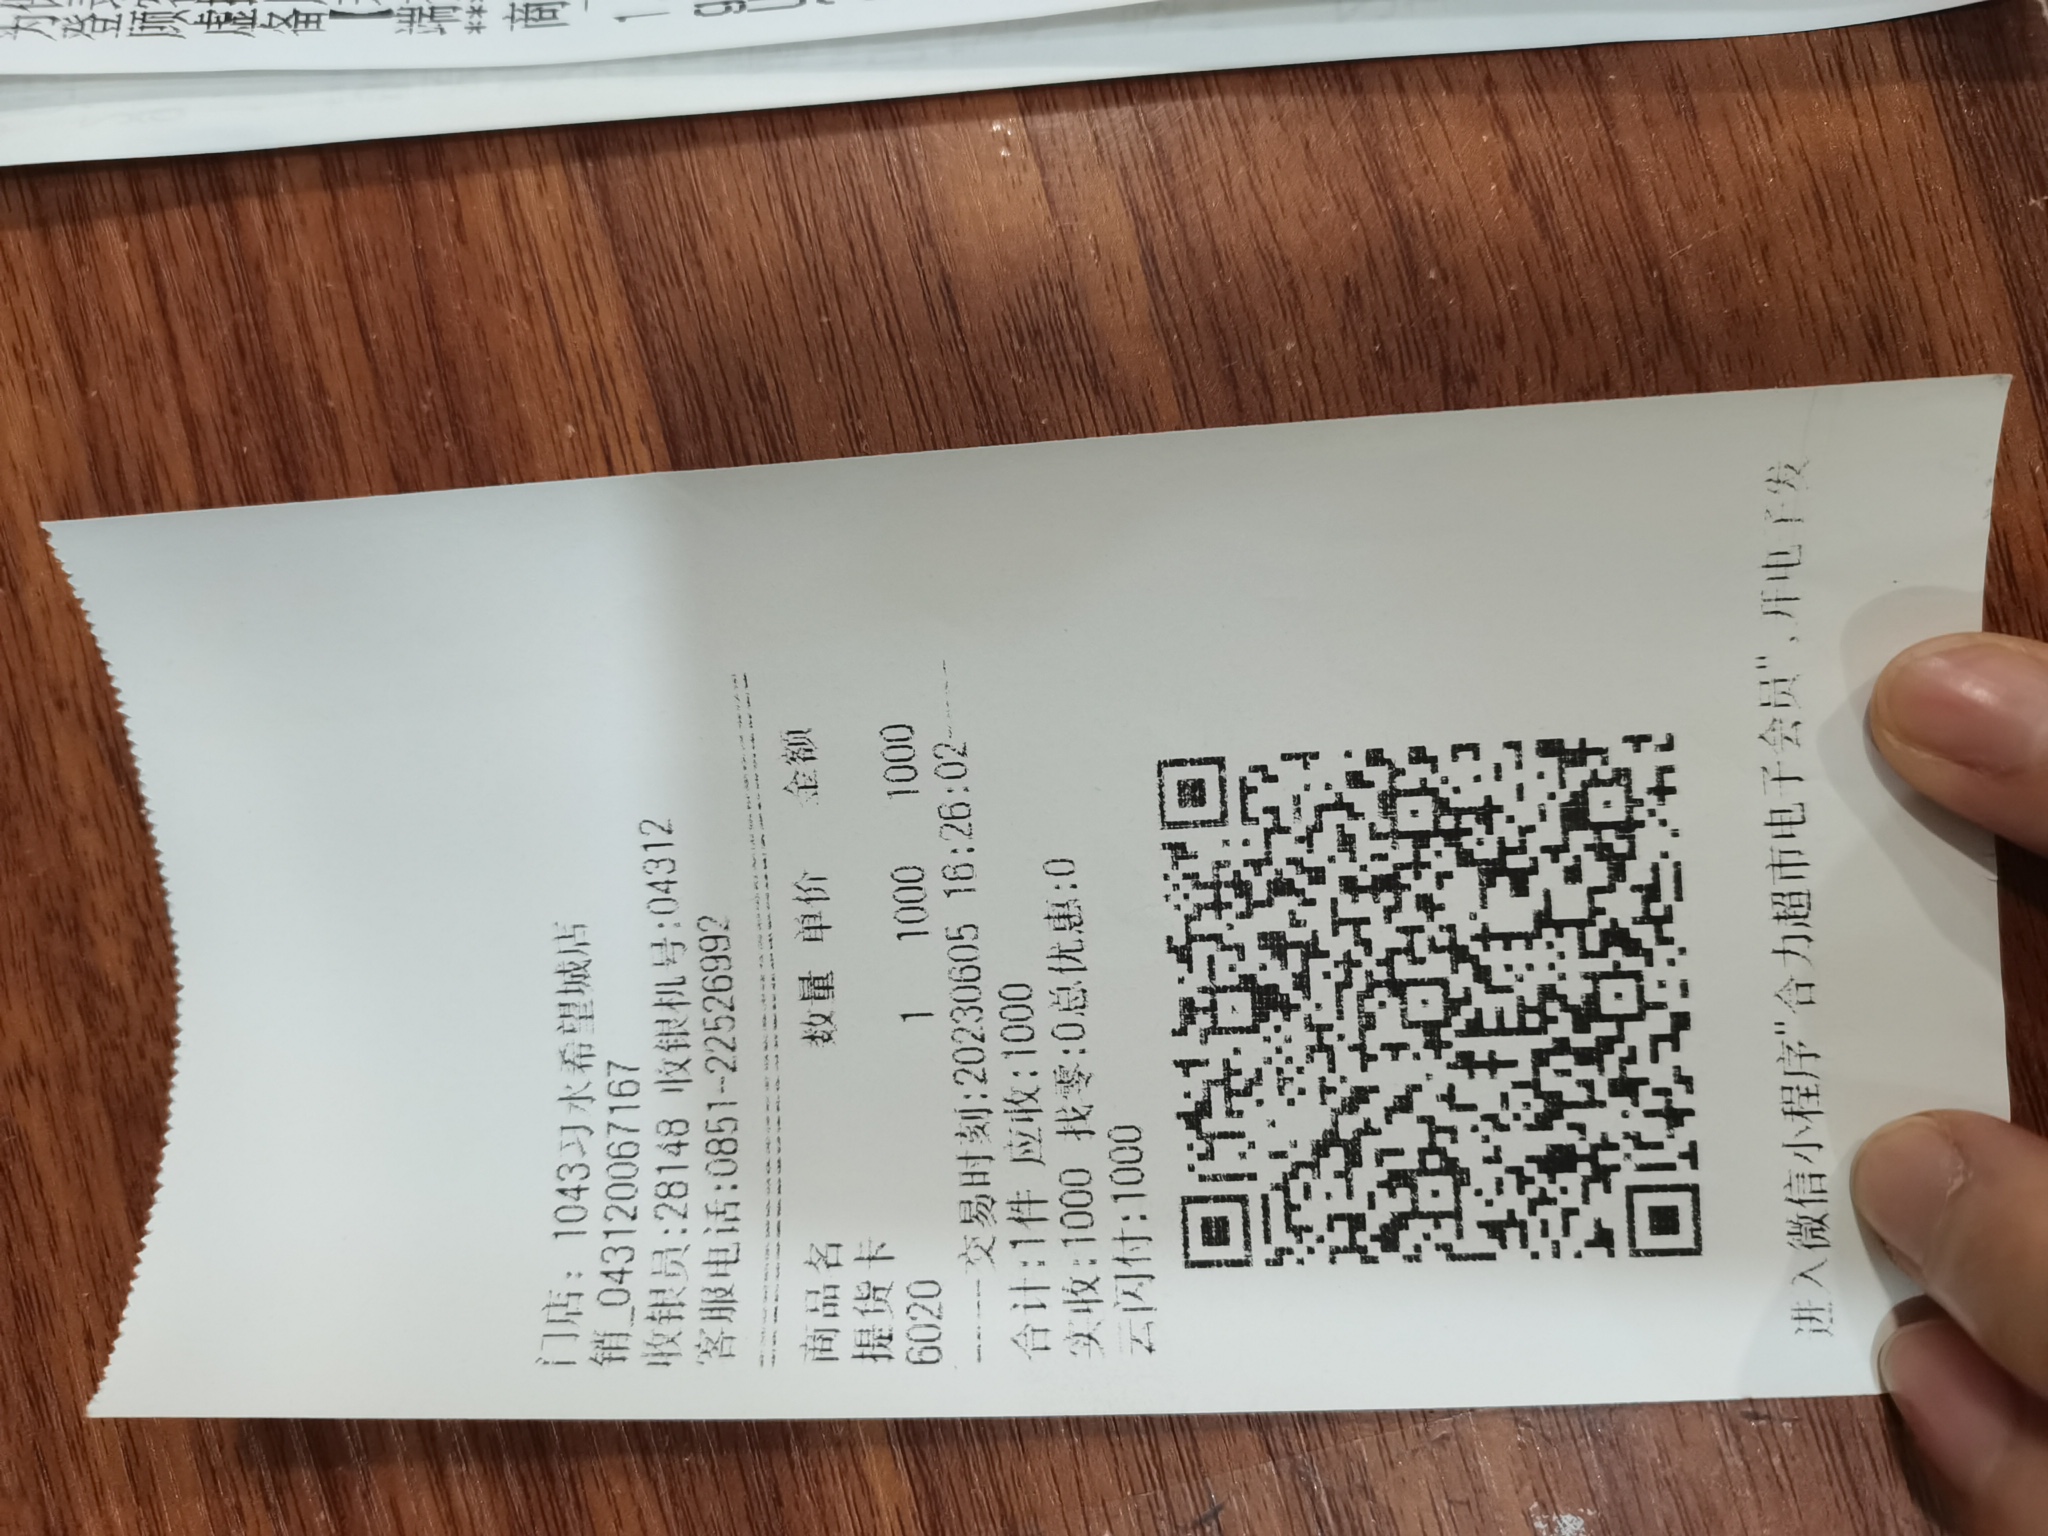 门店: 1043习水希望城店
销_043120067167
收银员:28148 收银机号:04312
客服电话:0851-22526992
商品名 数量 单价 金额
提货卡
6020 1 1000 1000
-----交易时刻:20230605 16:26:02-----
合计:1件 应收:1000
实收:1000 找零:0总优惠:0
云闪付:1000
进入微信小程序"合力超市电子会员",开电子发